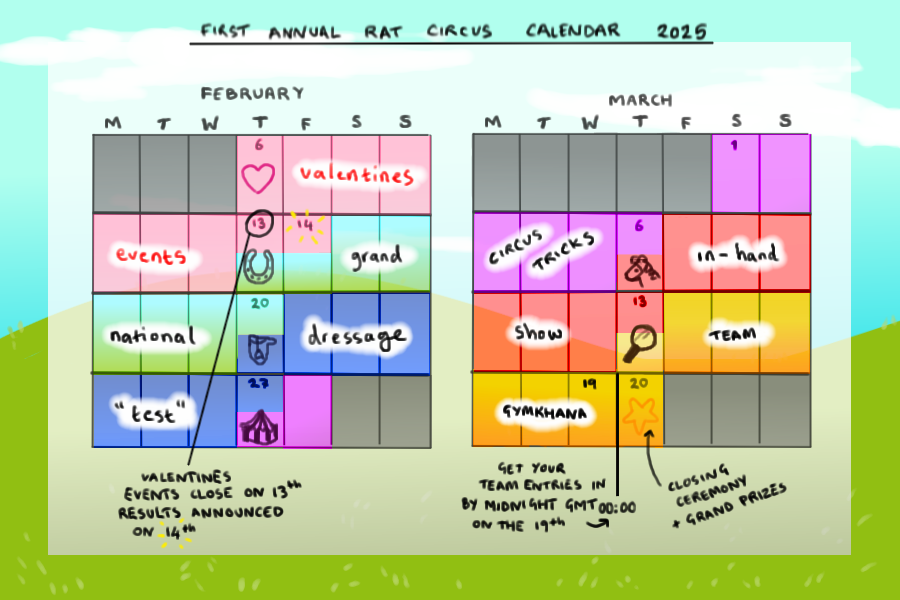 FIRST ANNUAL RAT CIRCUS CALENDAR 2025
FEBRUARY
M T W T F S S
6
valentines
13 14
events
grand
20
national
dressage
27
"test"
VALENTINES
EVENTS CLOSE ON 13th
RESULTS ANNOUNCED
ON 14th
MARCH
M T W T F S S
1
6
CIRCUS
TRICKS
in-hand
13
show
TEAM
19 20
GYMKHANA
GET YOUR
TEAM ENTRIES IN
BY MIDNIGHT GMT 00:00
ON THE 19th
CLOSING
CEREMONY
+ GRAND PRIZES